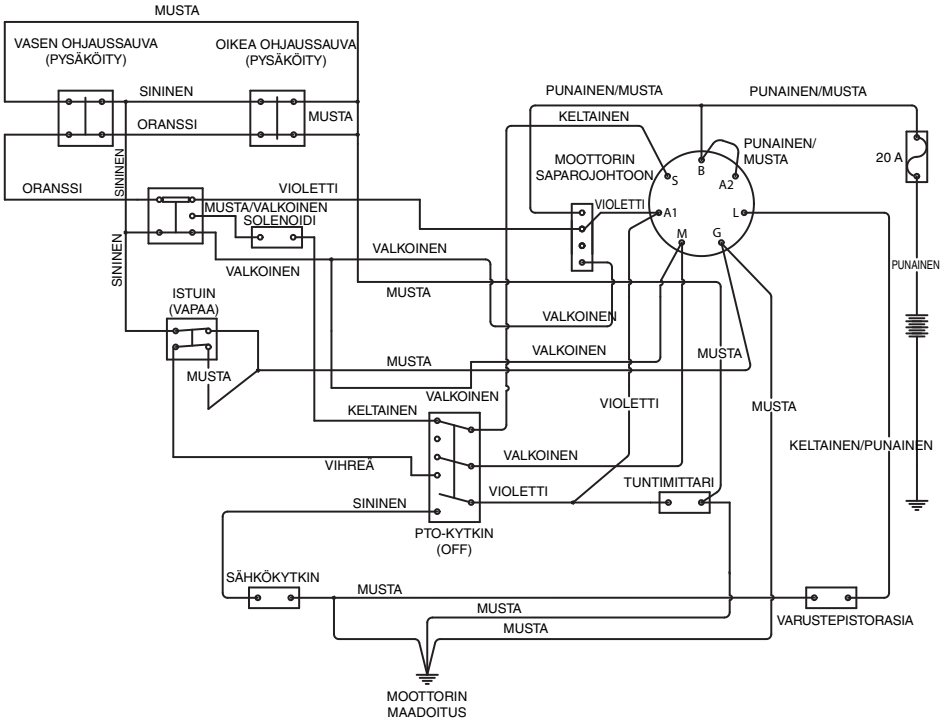 MUSTA
VASEN OHJAUSSAUVA
(PYSÄKÖITY)
OIKEA OHJAUSSAUVA
(PYSÄKÖITY)
SININEN
PUNAINEN/MUSTA
PUNAINEN/MUSTA
MUSTA
KELTAINEN
ORANSSI
PUNAINEN/
MUSTA
20 A
MOOTTORIN
SAPAROJOHTOON
B
S
A2
SININEN
ORANSSI
VIOLETTI
VIOLETTI
MUSTA/VALKOINEN
SOLENOIDI
A1
L
M
G
VALKOINEN
VALKOINEN
SININEN
PUNAINEN
ISTUIN
(VAPAA)
MUSTA
VALKOINEN
VALKOINEN
MUSTA
MUSTA
MUSTA
VALKOINEN
VIOLETTI
MUSTA
KELTAINEN
KELTAINEN/PUNAINEN
VIHREÄ
VALKOINEN
TUNTIMITTARI
VIOLETTI
SININEN
PTO-KYTKIN
(OFF)
SÄHKÖKYTKIN
MUSTA
MUSTA
VARUSTEPISTORASIA
MUSTA
MOOTTORIN
MAADOITUS